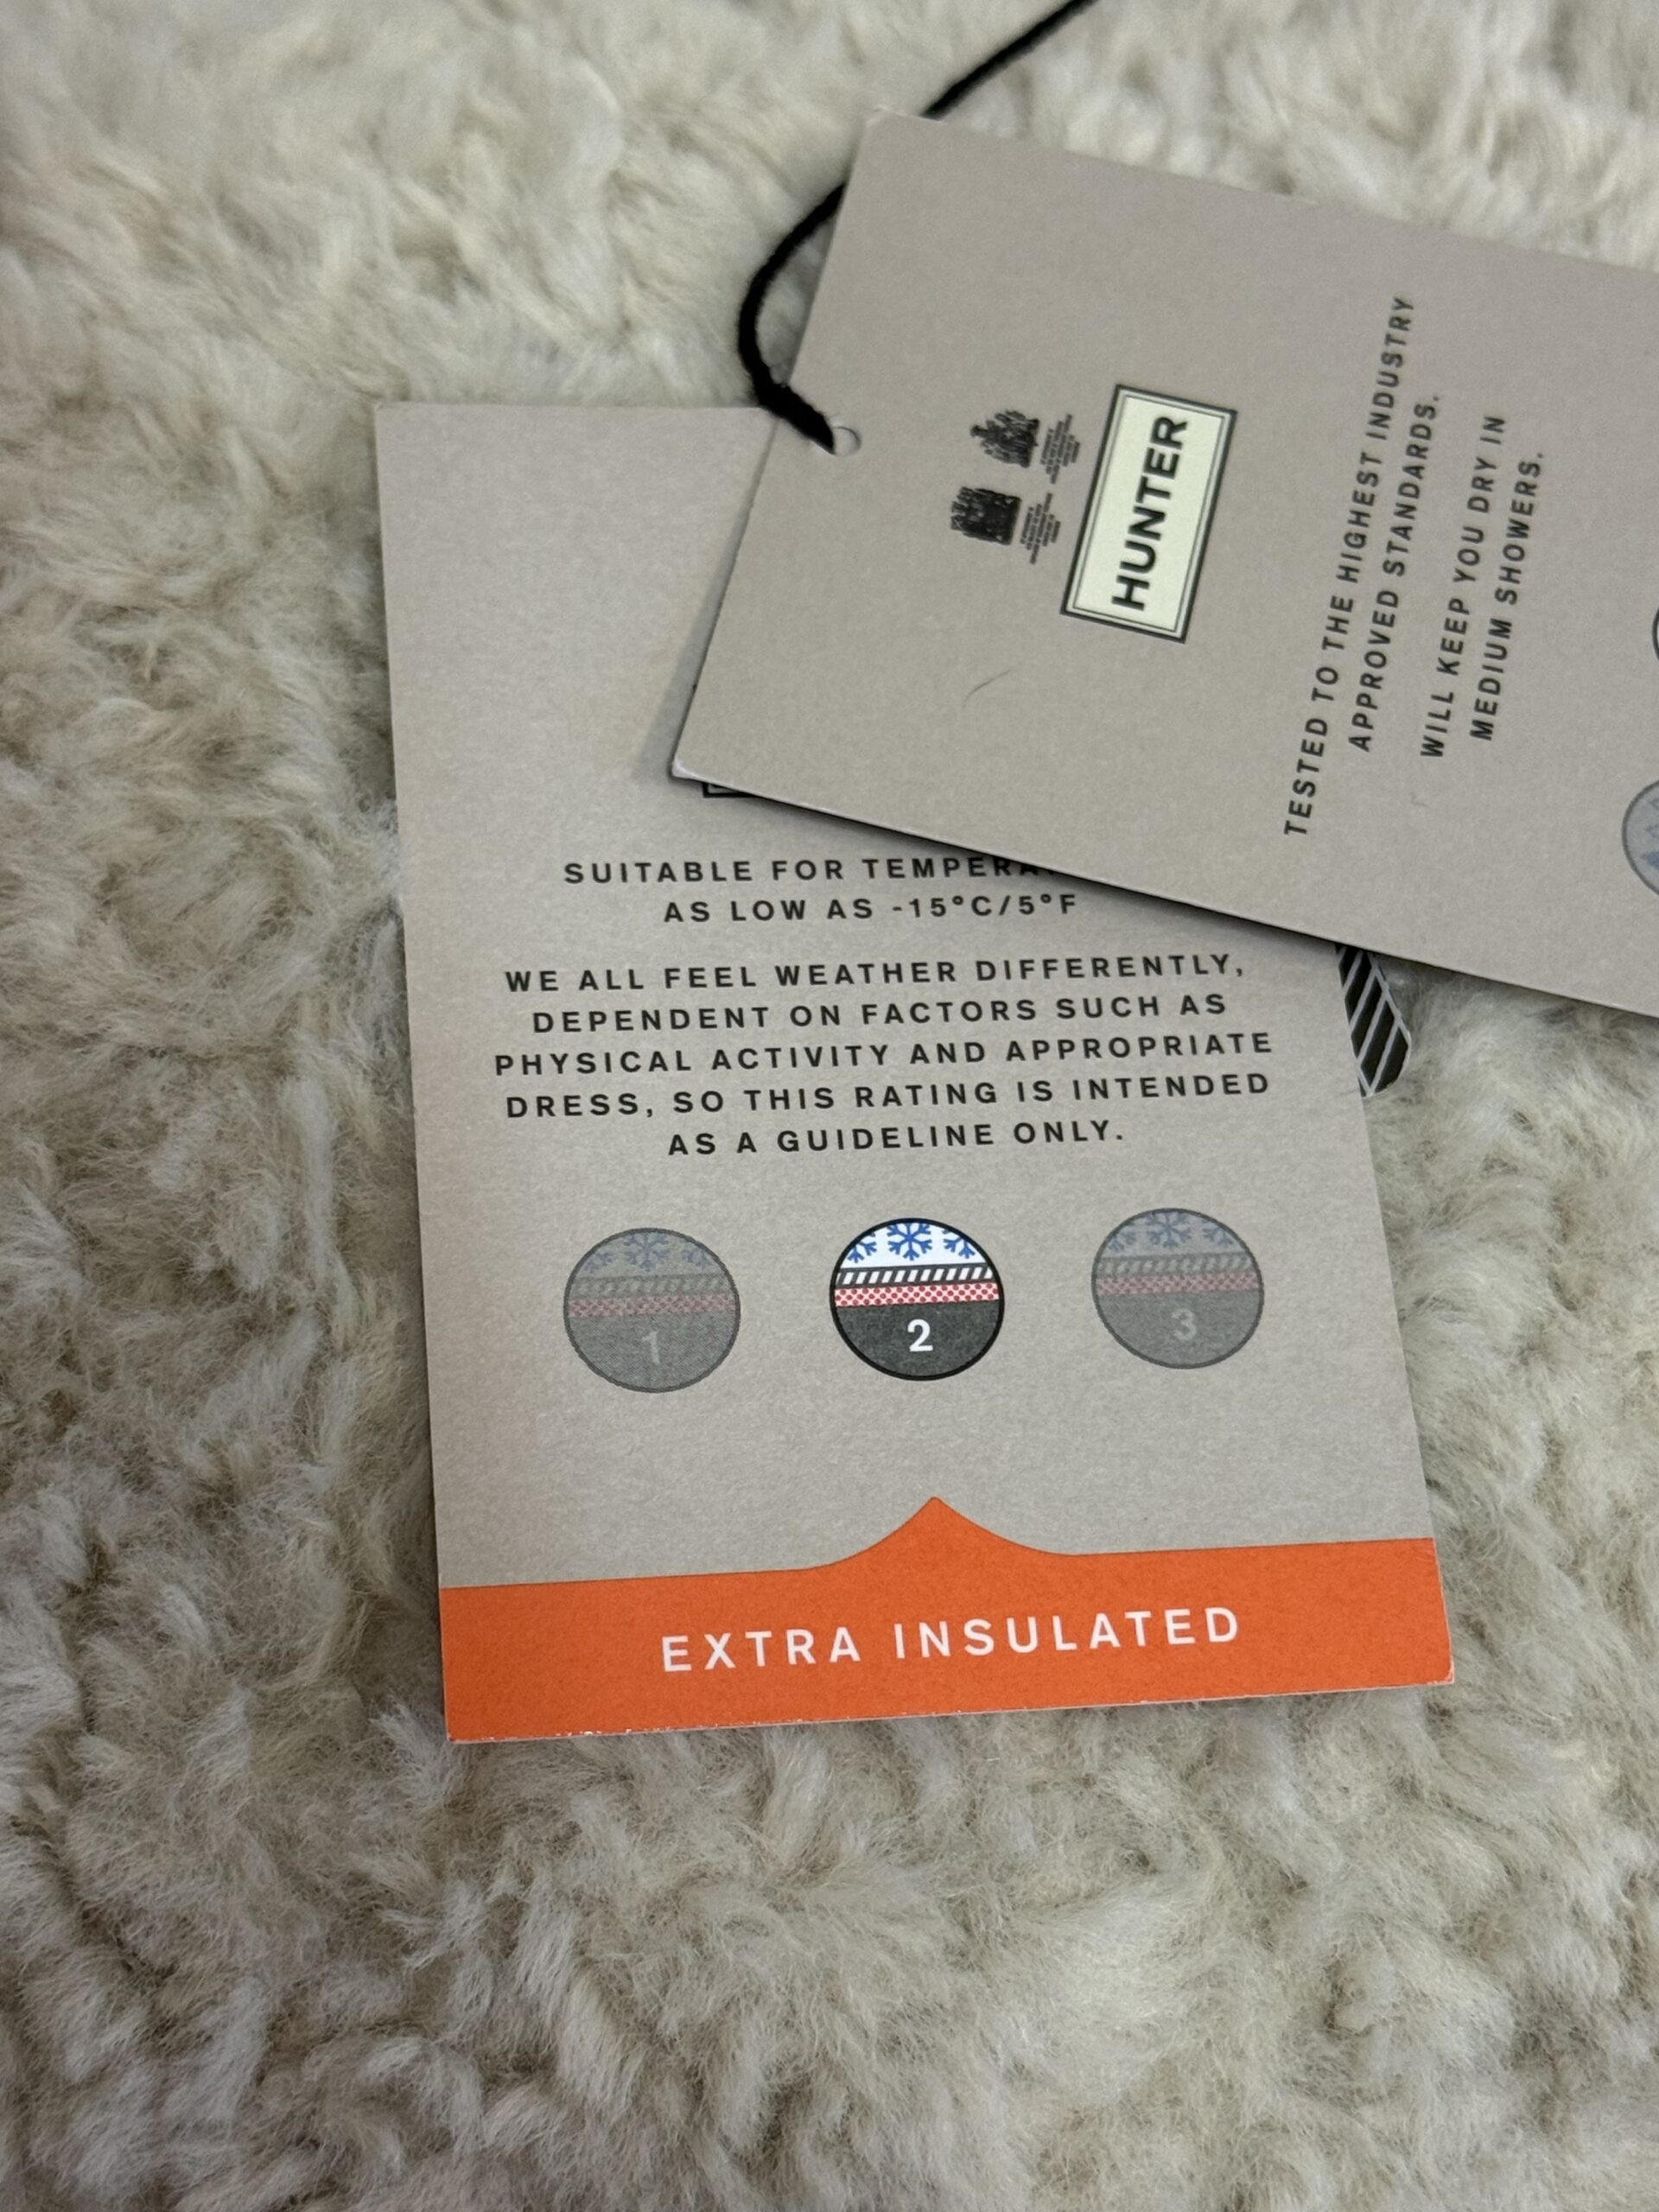 HUNTER
TESTED TO THE HIGHEST INDUSTRY
APPROVED STANDARDS.
WILL KEEP YOU DRY IN
MEDIUM SHOWERS.
SUITABLE FOR
AS LOW AS -15°C/5°F
WE ALL FEEL WEATHER DIFFERENTLY,
DEPENDENT ON FACTORS SUCH AS
PHYSICAL ACTIVITY AND APPROPRIATE
DRESS, SO THIS RATING IS INTENDED
AS A GUIDELINE ONLY.
1 2 3
EXTRA INSULATED